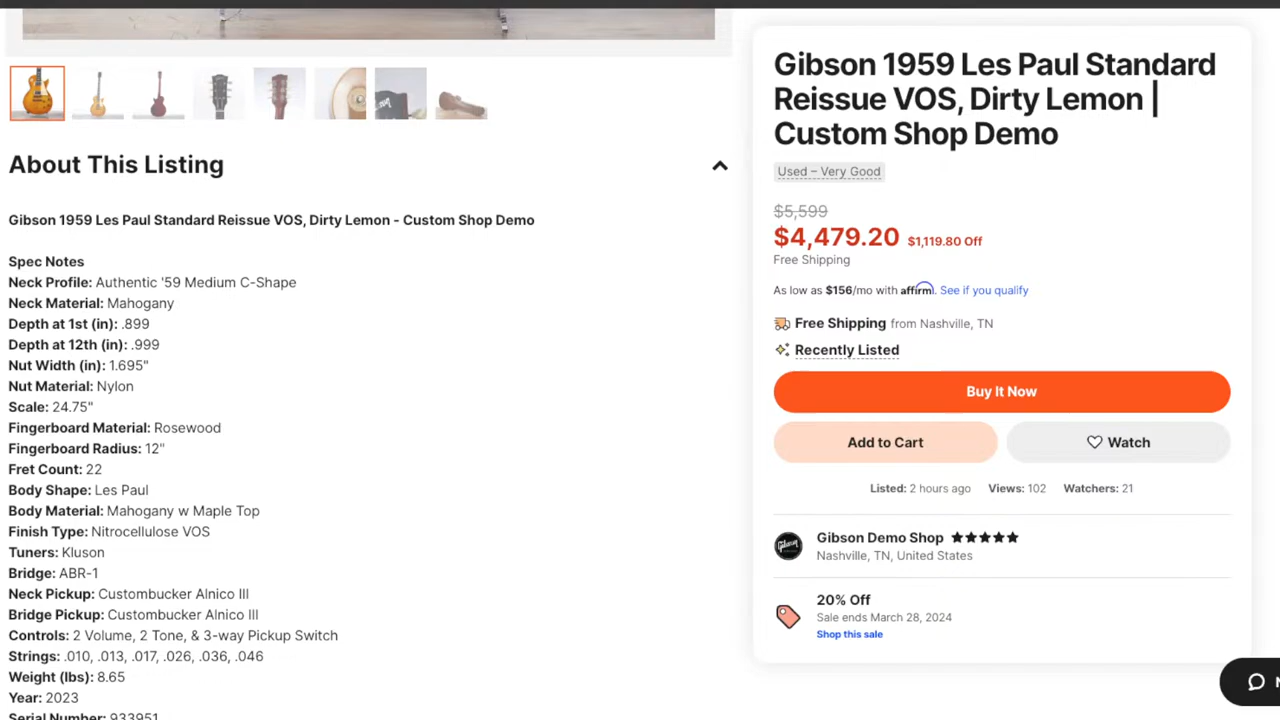 About This Listing
Gibson 1959 Les Paul Standard Reissue VOS, Dirty Lemon - Custom Shop Demo
Spec Notes
Neck Profile: Authentic '59 Medium C-Shape
Neck Material: Mahogany
Depth at 1st (in): .899
Depth at 12th (in): .999
Nut Width (in): 1.695"
Nut Material: Nylon
Scale: 24.75"
Fingerboard Material: Rosewood
Fingerboard Radius: 12"
Fret Count: 22
Body Shape: Les Paul
Body Material: Mahogany w Maple Top
Finish Type: Nitrocellulose VOS
Tuners: Kluson
Bridge: ABR-1
Neck Pickup: Custombucker Alnico III
Bridge Pickup: Custombucker Alnico III
Controls: 2 Volume, 2 Tone, & 3-way Pickup Switch
Strings: .010, .013, .017, .026, .036, .046
Weight (lbs): 8.65
Year: 2023
Serial Number: 933951
Gibson 1959 Les Paul Standard
Reissue VOS, Dirty Lemon |
Custom Shop Demo
Used – Very Good
$5,599
$4,479.20 $1,119.80 Off
Free Shipping
As low as $156/mo with affirm. See if you qualify
Free Shipping from Nashville, TN
Recently Listed
Buy It Now
Add to Cart
Watch
Listed: 2 hours ago Views: 102 Watchers: 21
Gibson Demo Shop ★★★★★
Nashville, TN, United States
20% Off
Sale ends March 28, 2024
Shop this sale